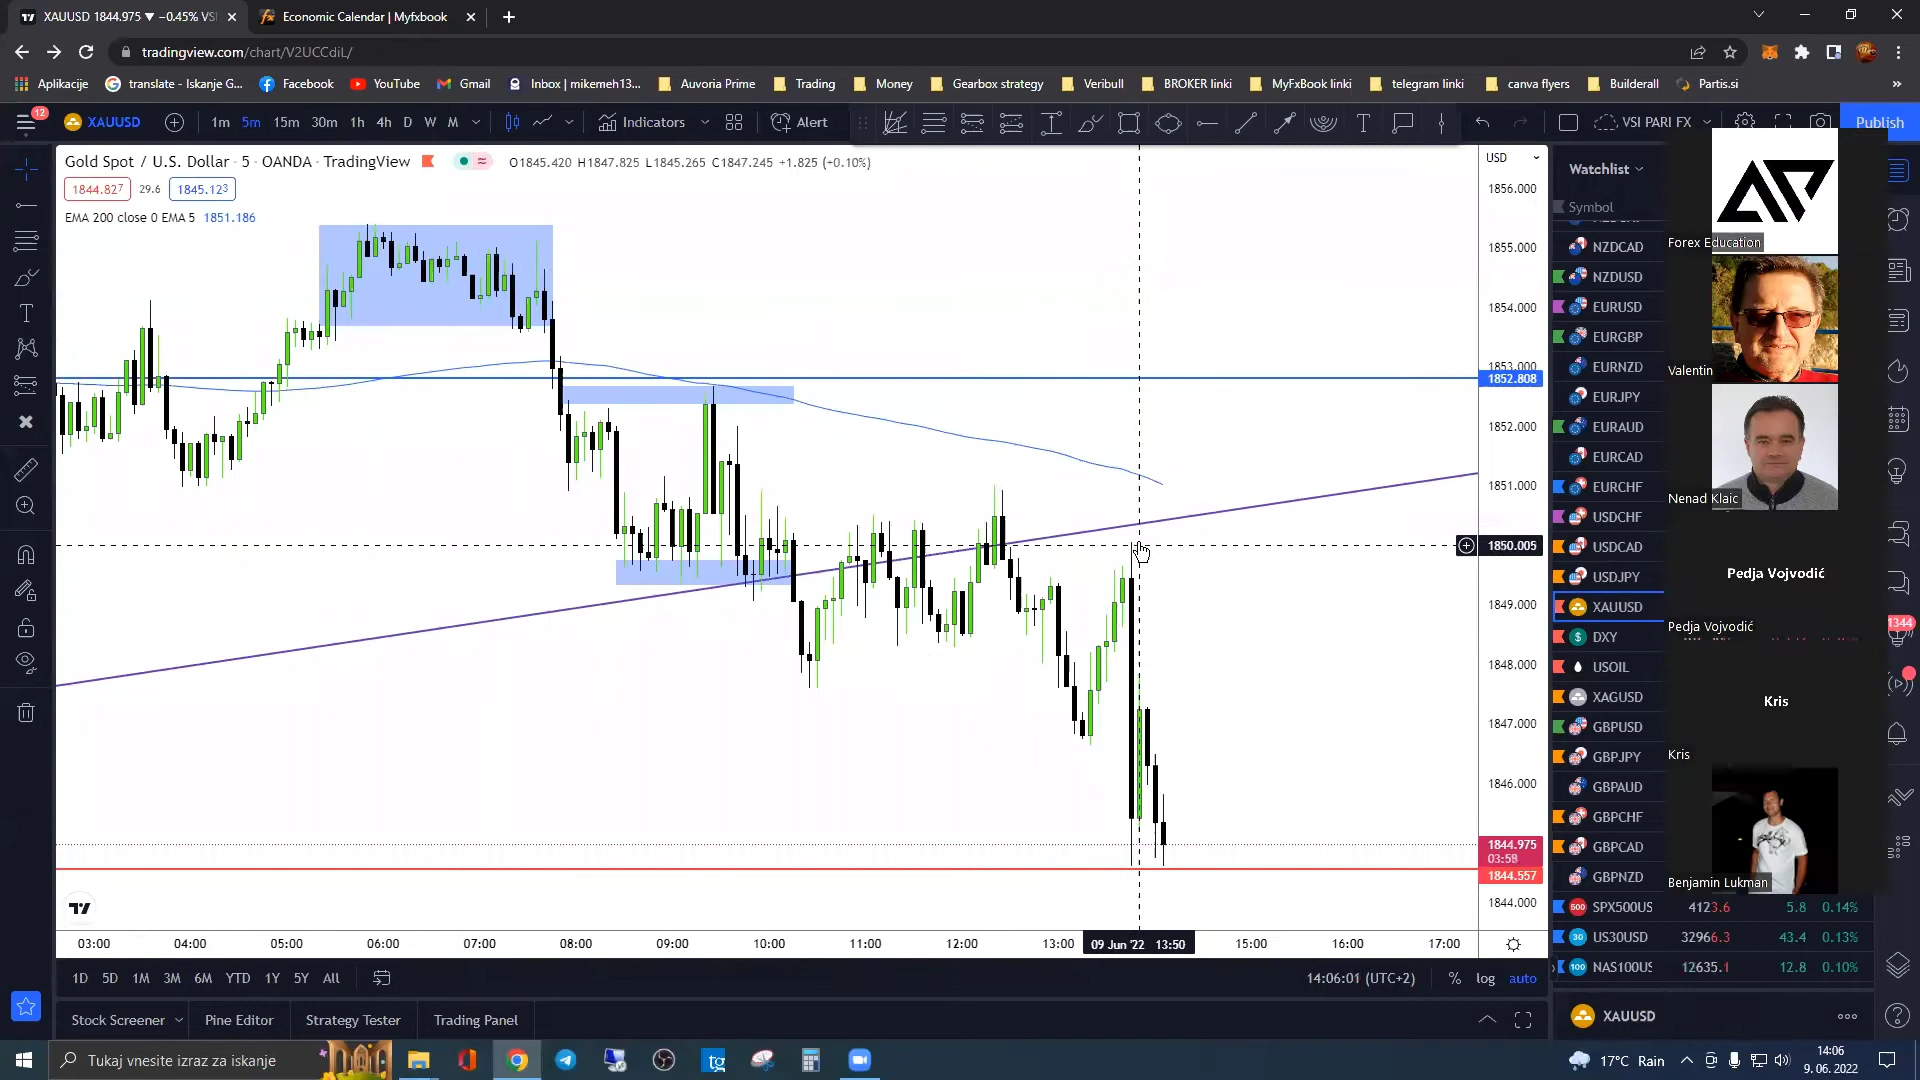 XAUUSD 1844.975 ▼ −0.45% VSI
Economic Calendar | Myfxbook
tradingview.com/chart/V2UCCdiL/
Aplikacije
translate - Iskanje G...
Facebook
YouTube
Gmail
Inbox | mikemeh13...
Auvoria Prime
Trading
Money
Gearbox strategy
Veribull
BROKER linki
MyFxBook linki
telegram linki
canva flyers
Builderall
Partis.si
12
XAUUSD
1m 5m 15m 30m 1h 4h D W M
Indicators
Alert
VSI PARI FX
Publish
Gold Spot / U.S. Dollar · 5 · OANDA · TradingView
O1845.420 H1847.825 L1845.265 C1847.245 +1.825 (+0.10%)
1844.827 29.6 1845.123
EMA 200 close 0 EMA 5 1851.186
USD
1856.000
1855.000
1854.000
1853.000
1852.808
1852.000
1851.000
1850.005
1849.000
1848.000
1847.000
1846.000
1844.975
03:58
1844.557
1844.000
03:00 04:00 05:00 06:00 07:00 08:00 09:00 10:00 11:00 12:00 13:00 09 Jun '22 13:50 15:00 16:00 17:00
1D 5D 1M 3M 6M YTD 1Y 5Y All
14:06:01 (UTC+2) % log auto
Stock Screener
Pine Editor
Strategy Tester
Trading Panel
Watchlist
Symbol
NZDCAD
NZDUSD
EURUSD
EURGBP
EURNZD
EURJPY
EURAUD
EURCAD
EURCHF
USDCHF
USDCAD
USDJPY
XAUUSD
DXY
USOIL
XAGUSD
GBPUSD
GBPJPY
GBPAUD
GBPCHF
GBPCAD
GBPNZD
500 SPX500US 4123.6 5.8 0.14%
30 US30USD 32966.3 43.4 0.13%
100 NAS100US 12635.1 12.8 0.10%
XAUUSD
Forex Education
Valentin
Nenad Klaic
Pedja Vojvodić
Pedja Vojvodić
Kris
Kris
Benjamin Lukman
1344
Tukaj vnesite izraz za iskanje
tg
17°C Rain
14:06
9. 06. 2022